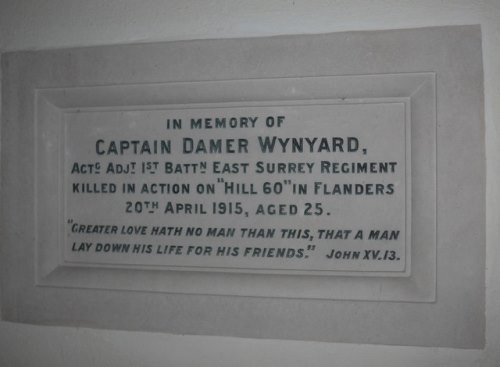 IN MEMORY OF
CAPTAIN DAMER WYNYARD,
ACTG ADJT 1ST BATTN EAST SURREY REGIMENT
KILLED IN ACTION ON "HILL 60" IN FLANDERS
20TH APRIL 1915, AGED 25.
"GREATER LOVE HATH NO MAN THAN THIS, THAT A MAN
LAY DOWN HIS LIFE FOR HIS FRIENDS." JOHN XV.13.